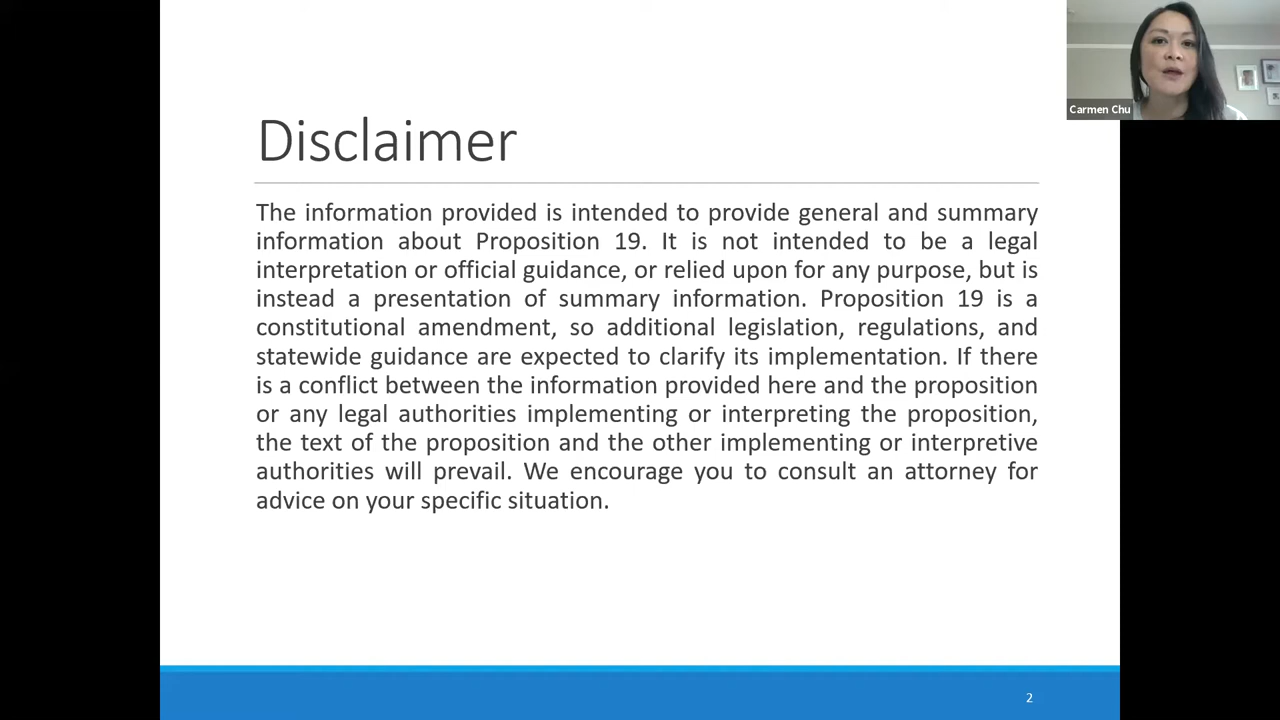 Carmen Chu
Disclaimer
The information provided is intended to provide general and summary
information about Proposition 19. It is not intended to be a legal
interpretation or official guidance, or relied upon for any purpose, but is
instead a presentation of summary information. Proposition 19 is a
constitutional amendment, so additional legislation, regulations, and
statewide guidance are expected to clarify its implementation. If there
is a conflict between the information provided here and the proposition
or any legal authorities implementing or interpreting the proposition,
the text of the proposition and the other implementing or interpretive
authorities will prevail. We encourage you to consult an attorney for
advice on your specific situation.
2